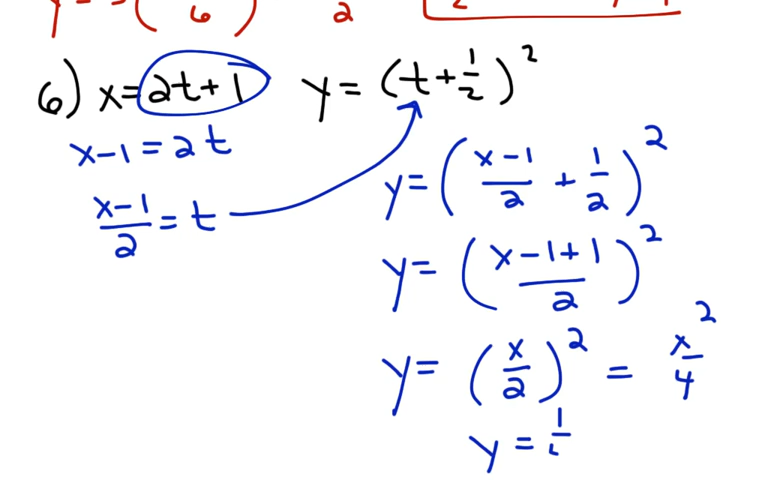 6) x=2t+1 y=(t+1/2)^2
x-1=2t
x-1/2=t
y=(x-1/2+1/2)^2
y=(x-1+1/2)^2
y=(x/2)^2=x^2/4
y=1